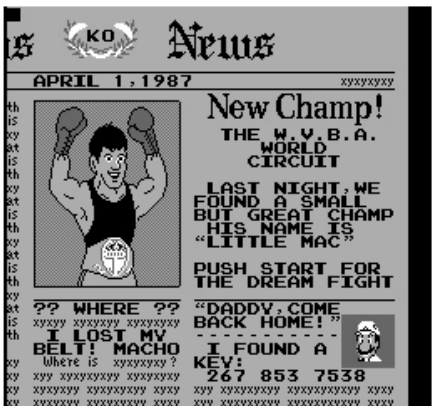 is KO News
APRIL 1,1987 xyxyxyxy
New Champ!
THE W.V.B.A.
WORLD
CIRCUIT
LAST NIGHT,WE
FOUND A SMALL
BUT GREAT CHAMP
HIS NAME IS
“LITTLE MAC”
PUSH START FOR
THE DREAM FIGHT
?? WHERE ??
xyxyy xyxyxyy xyxyxyxy
I LOST MY
BELT! MACHO
Where is xyxyxyxy?
“DADDY,COME
BACK HOME!”
I FOUND A
KEY:
267 853 7538